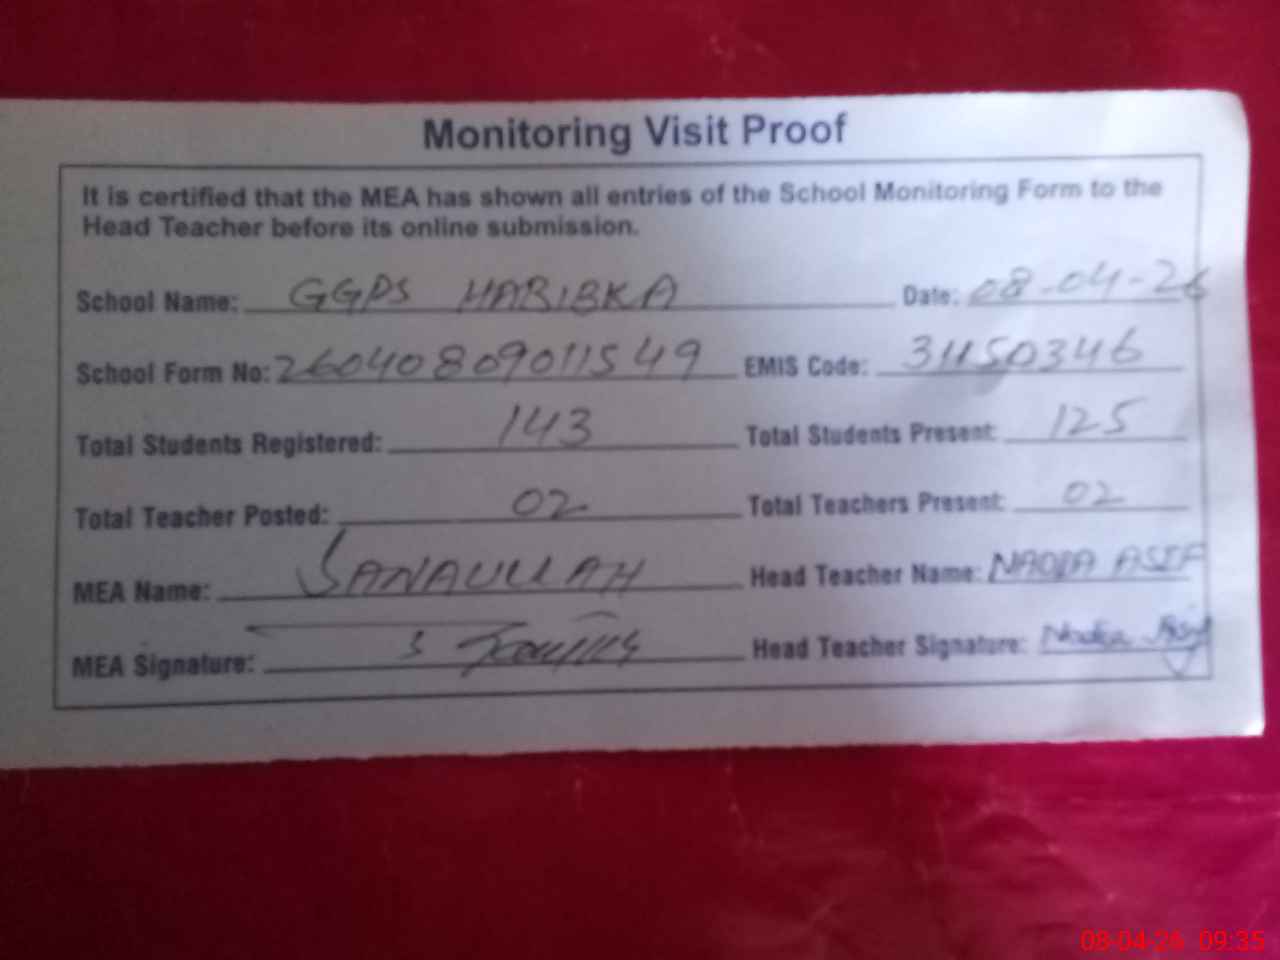 Monitoring Visit Proof
It is certified that the MEA has shown all entries of the School Monitoring Form to the
Head Teacher before its online submission.
School Name: GGPS HABIBKA Date: 08-04-26
School Form No: 26040809011549 EMIS Code: 31150346
Total Students Registered: 143 Total Students Present: 125
Total Teacher Posted: 02 Total Teachers Present: 02
MEA Name: SANAULLAH Head Teacher Name: NADIA ASIF
MEA Signature: Head Teacher Signature: Nadia Asif
08-04-26 09:35